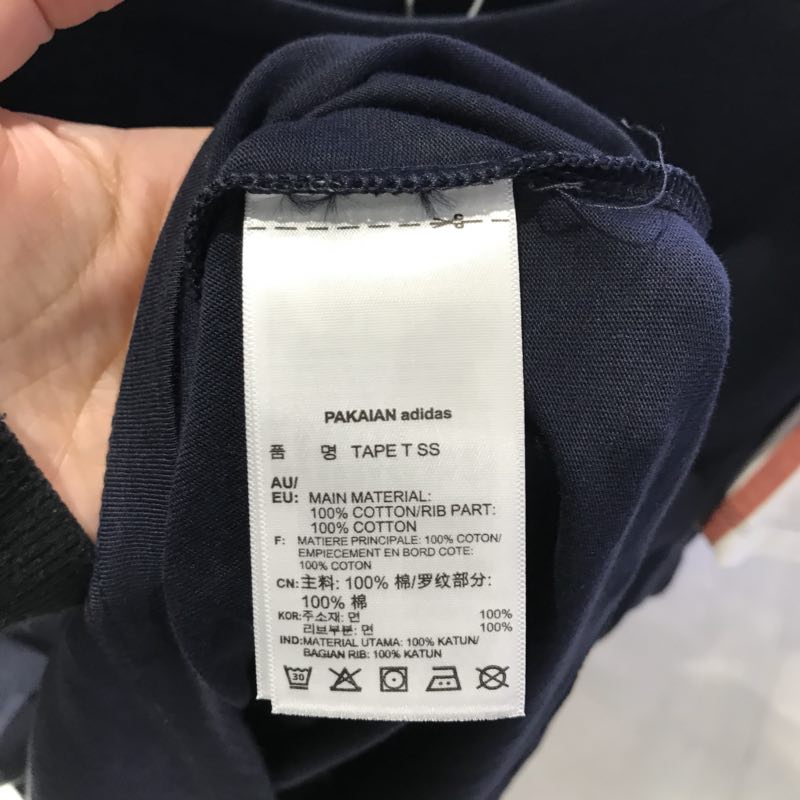 PAKAIAN adidas
품 명 TAPE T SS
AU/
EU: MAIN MATERIAL:
100% COTTON/RIB PART:
100% COTTON
F: MATIERE PRINCIPALE: 100% COTON/
EMPIECEMENT EN BORD COTE:
100% COTON
CN:主料: 100% 棉/罗纹部分:
100% 棉
KOR:주소재: 면 100%
리브부분: 면 100%
IND:MATERIAL UTAMA: 100% KATUN/
BAGIAN RIB: 100% KATUN
30